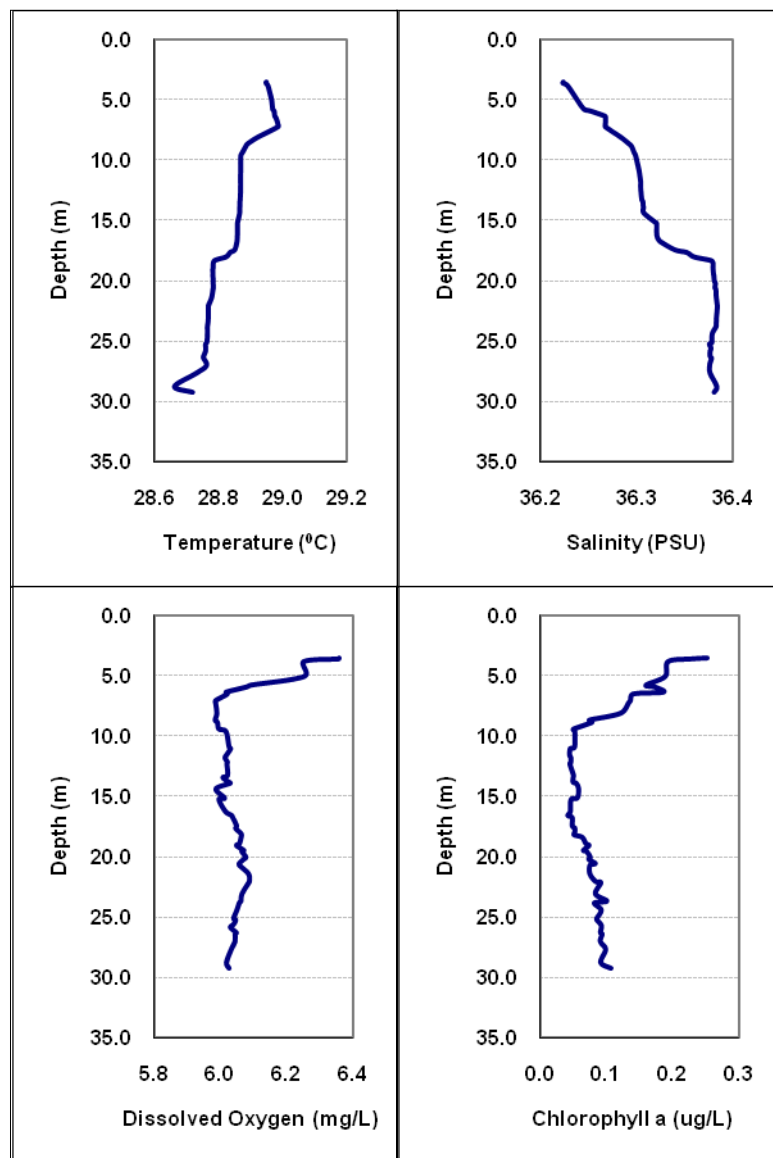 0.0
5.0
10.0
15.0
20.0
25.0
30.0
35.0
Depth (m)
28.6 28.8 29.0 29.2
Temperature (⁰C)
0.0
5.0
10.0
15.0
20.0
25.0
30.0
35.0
Depth (m)
36.2 36.3 36.4
Salinity (PSU)
0.0
5.0
10.0
15.0
20.0
25.0
30.0
35.0
Depth (m)
5.8 6.0 6.2 6.4
Dissolved Oxygen (mg/L)
0.0
5.0
10.0
15.0
20.0
25.0
30.0
35.0
Depth (m)
0.0 0.1 0.2 0.3
Chlorophyll a (ug/L)